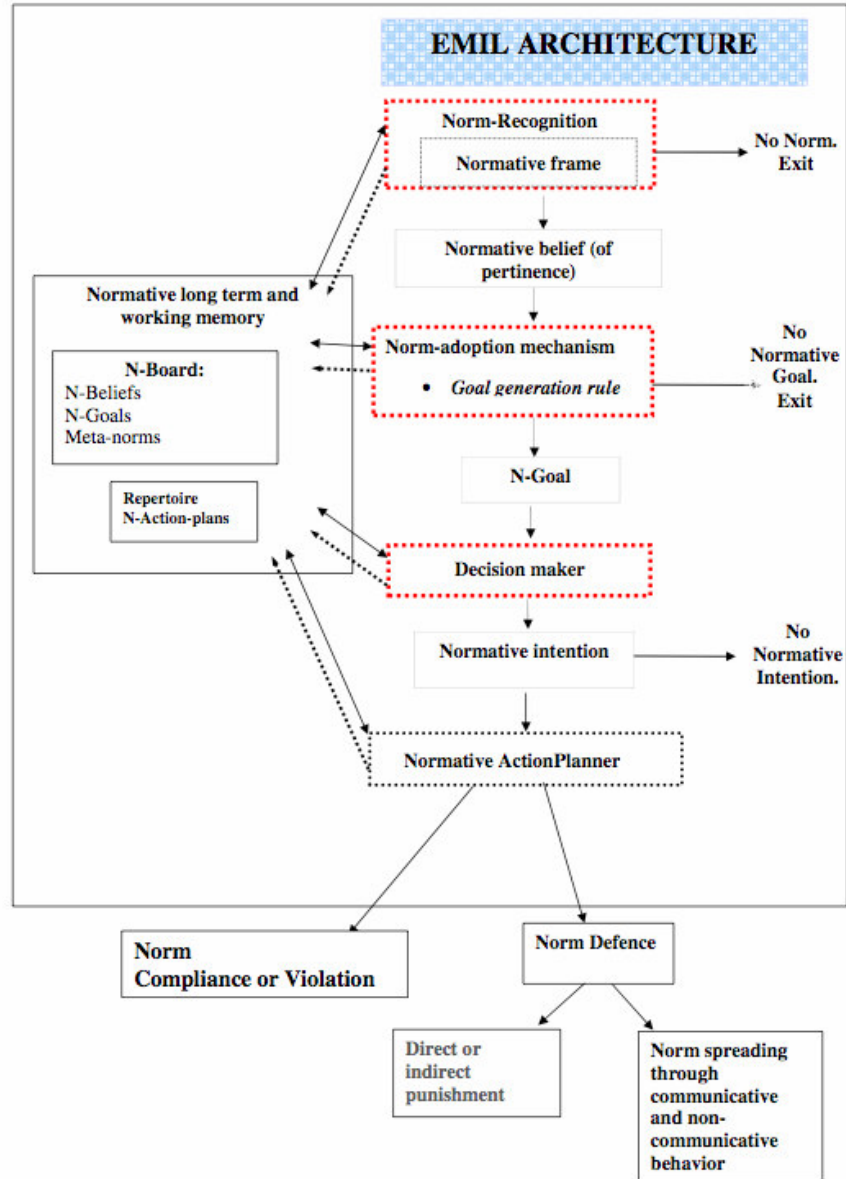 EMIL ARCHITECTURE
Norm-Recognition
Normative frame
No Norm.
Exit
Normative belief (of
pertinence)
Normative long term and
working memory
N-Board:
N-Beliefs
N-Goals
Meta-norms
Repertoire
N-Action-plans
Norm-adoption mechanism
• Goal generation rule
No
Normative
Goal.
Exit
N-Goal
Decision maker
Normative intention
No
Normative
Intention.
Normative ActionPlanner
Norm
Compliance or Violation
Norm Defence
Direct or
indirect
punishment
Norm spreading
through
communicative
and non-
communicative
behavior